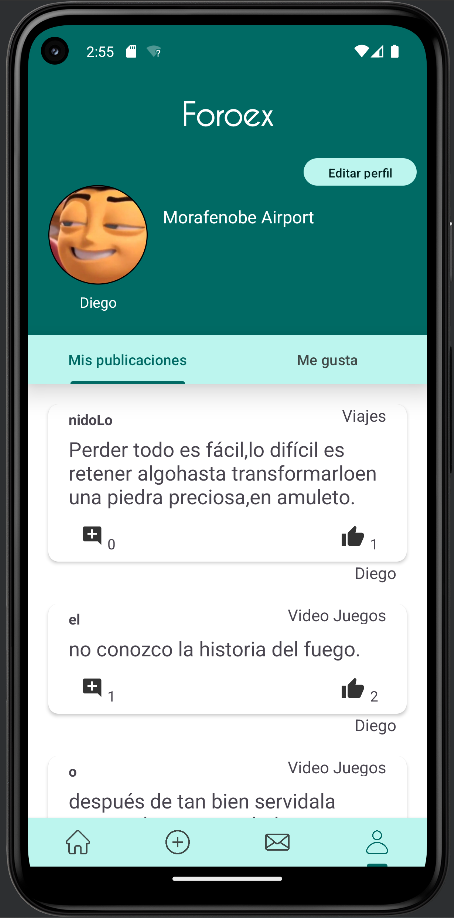 2:55
Foroex
Editar perfil
Morafenobe Airport
Diego
Mis publicaciones
Me gusta
nidoLo
Viajes
Perder todo es fácil,lo difícil es
retener algohasta transformarloen
una piedra preciosa,en amuleto.
0
1
Diego
el
Video Juegos
no conozco la historia del fuego.
1
2
Diego
o
Video Juegos
después de tan bien servidala